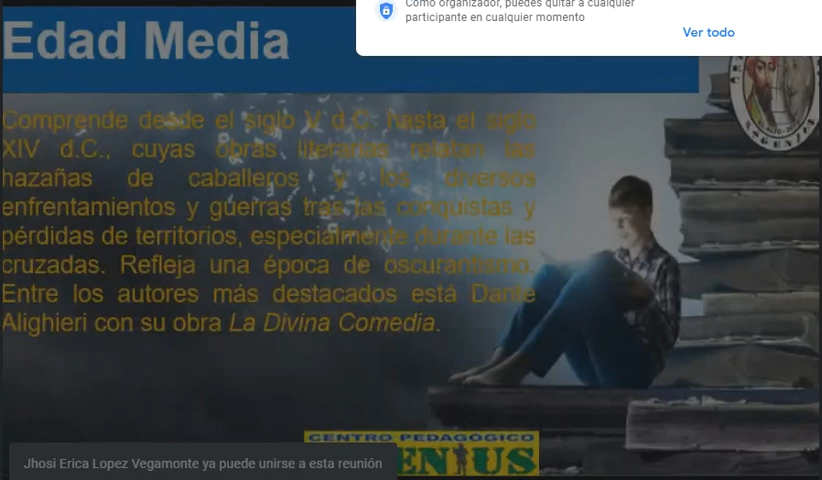 Como organizador, puedes quitar a cualquier
participante en cualquier momento
Ver todo
Edad Media
Comprende desde el siglo V d.C. hasta el siglo
XIV d.C., cuyas obras literarias relatan las
hazañas de caballeros y los diversos
enfrentamientos y guerras tras las conquistas y
pérdidas de territorios, especialmente durante las
cruzadas. Refleja una época de oscurantismo.
Entre los autores más destacados está Dante
Alighieri con su obra La Divina Comedia.
CENTRO PEDAGÓGICO
ENIUS
Jhosi Erica Lopez Vegamonte ya puede unirse a esta reunión